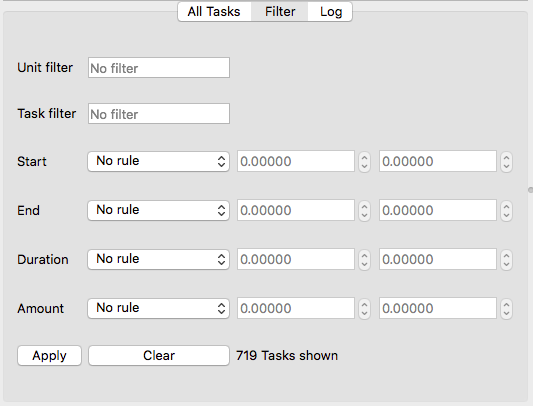 All Tasks Filter Log
Unit filter No filter
Task filter No filter
Start No rule 0.00000 0.00000
End No rule 0.00000 0.00000
Duration No rule 0.00000 0.00000
Amount No rule 0.00000 0.00000
Apply Clear 719 Tasks shown